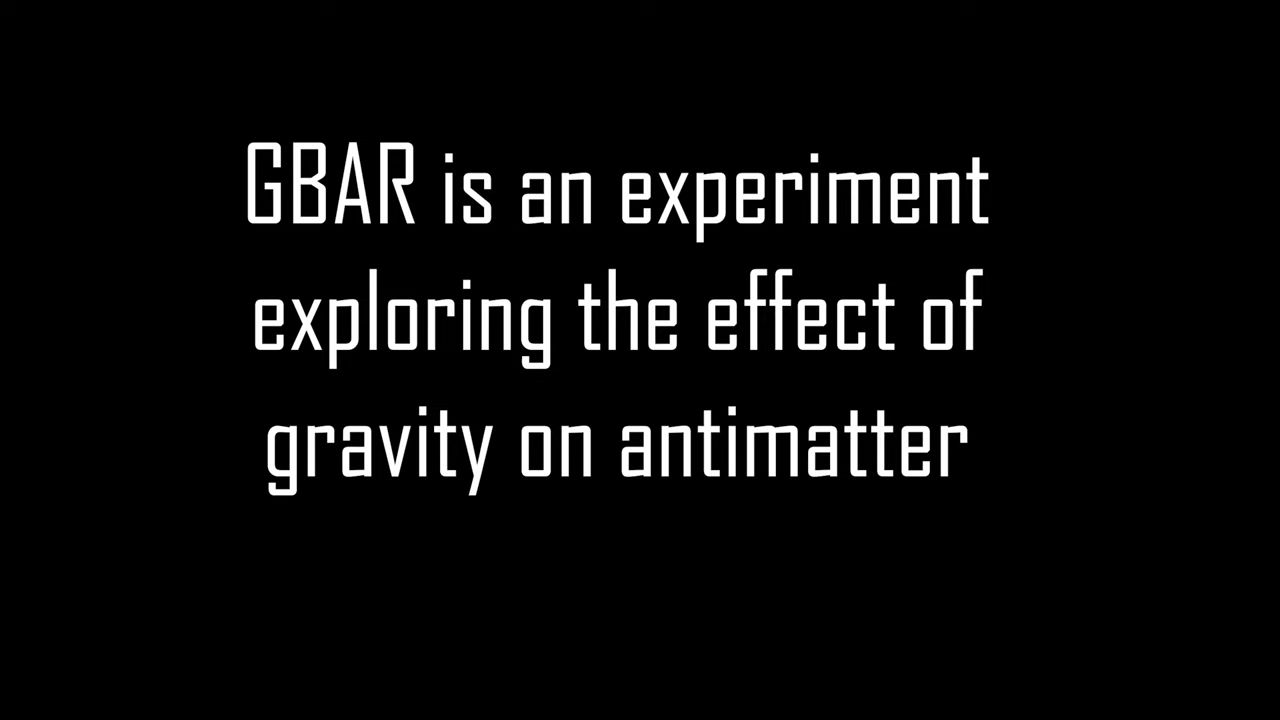 GBAR is an experiment
exploring the effect of
gravity on antimatter